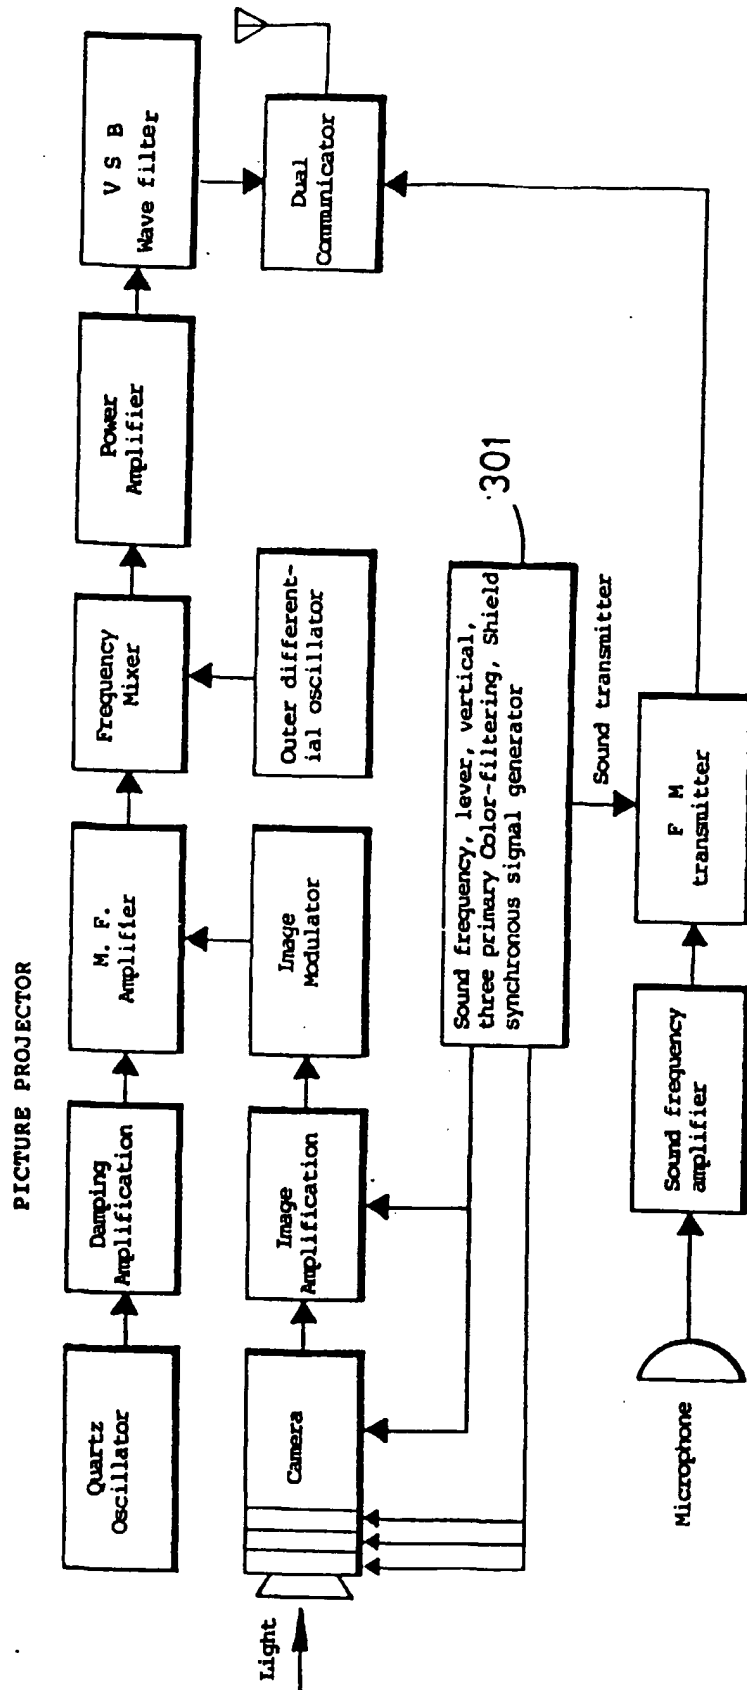 PICTURE PROJECTOR
Quartz
Oscillator
Damping
Amplification
M. F.
Amplifier
Frequency
Mixer
Power
Amplifier
V S B
Wave filter
Light
Camera
Image
Amplification
Image
Modulator
Outer different-
ial oscillator
Dual
Communicator
Sound frequency, lever, vertical,
three primary Color-filtering, Shield
synchronous signal generator
301
Sound transmitter
Microphone
Sound frequency
amplifier
F M
transmitter